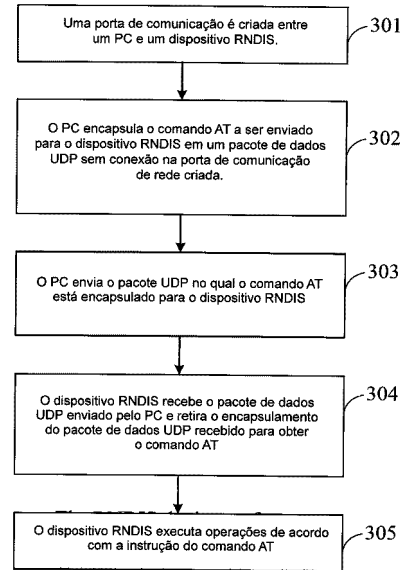 Uma porta de comunicação é criada entre
um PC e um dispositivo RNDIS.
301
O PC encapsula o comando AT a ser enviado
para o dispositivo RNDIS em um pacote de dados
UDP sem conexão na porta de comunicação
de rede criada.
302
O PC envia o pacote UDP no qual o comando AT
está encapsulado para o dispositivo RNDIS
303
O dispositivo RNDIS recebe o pacote de dados
UDP enviado pelo PC e retira o encapsulamento
do pacote de dados UDP recebido para obter
o comando AT
304
O dispositivo RNDIS executa operações de acordo
com a instrução do comando AT
305